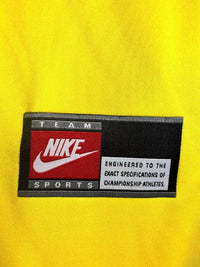 TEAM
NIKE
SPORTS
ENGINEERED TO THE
EXACT SPECIFICATIONS OF
CHAMPIONSHIP ATHLETES.